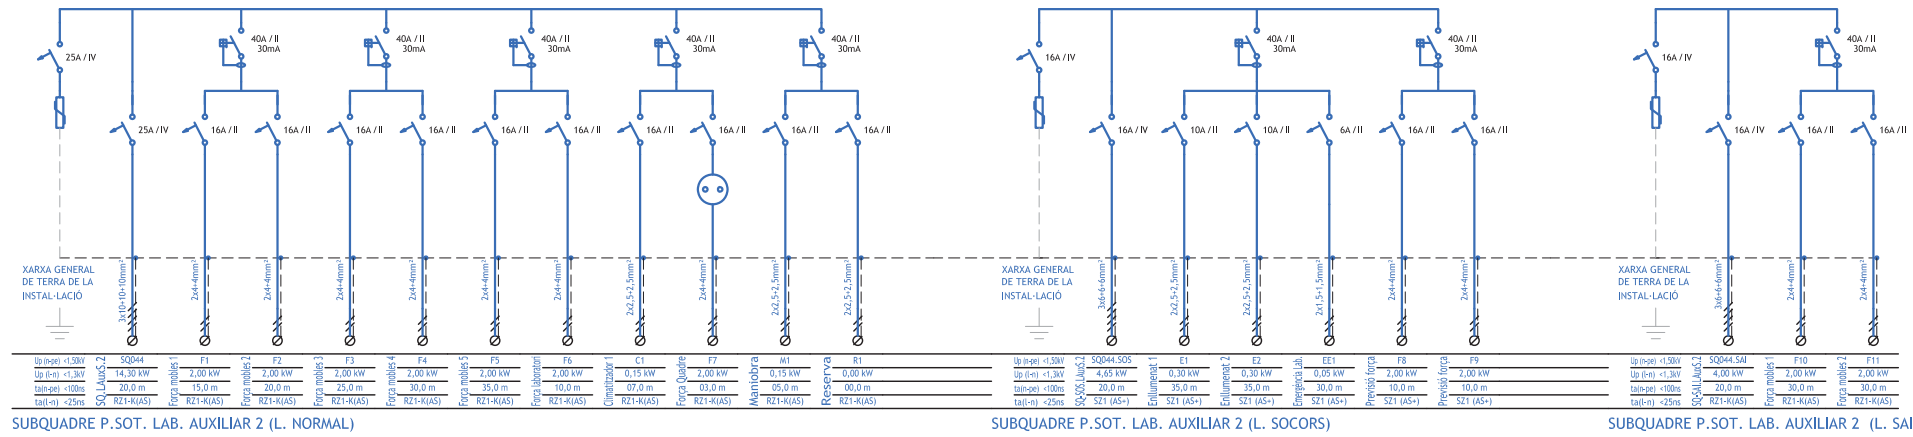 25A / IV
40A / II
30mA
40A / II
30mA
40A / II
30mA
40A / II
30mA
40A / II
30mA
25A / IV
16A / II
16A / II
16A / II
16A / II
16A / II
16A / II
16A / II
16A / II
16A / II
16A / II
XARXA GENERAL
DE TERRA DE LA
INSTAL·LACIÓ
3x10+10+10mm²
2x4+4mm²
2x4+4mm²
2x4+4mm²
2x4+4mm²
2x4+4mm²
2x4+4mm²
2x2,5+2,5mm²
2x4+4mm²
2x2,5+2,5mm²
2x2,5+2,5mm²
Up (n-pe) <1,50kV
Up (l-n) <1,3kV
ta(n-pe) <100ns
ta(l-n) <25ns
SQ.LAuxS.2
SQ044
14,30 kW
20,0 m
RZ1-K(AS)
Força mobles 1
F1
2,00 kW
15,0 m
RZ1-K(AS)
Força mobles 2
F2
2,00 kW
20,0 m
RZ1-K(AS)
Força mobles 3
F3
2,00 kW
25,0 m
RZ1-K(AS)
Força mobles 4
F4
2,00 kW
30,0 m
RZ1-K(AS)
Força mobles 5
F5
2,00 kW
35,0 m
RZ1-K(AS)
Força laboratori
F6
2,00 kW
10,0 m
RZ1-K(AS)
Climatitzador 1
C1
0,15 kW
07,0 m
RZ1-K(AS)
Força Quadre
F7
2,00 kW
03,0 m
RZ1-K(AS)
Maniobra
M1
0,15 kW
05,0 m
RZ1-K(AS)
Reserva
R1
0,00 kW
00,0 m
RZ1-K(AS)
SUBQUADRE P.SOT. LAB. AUXILIAR 2 (L. NORMAL)
16A / IV
40A / II
30mA
40A / II
30mA
16A / IV
10A / II
10A / II
6A / II
16A / II
16A / II
XARXA GENERAL
DE TERRA DE LA
INSTAL·LACIÓ
3x6+6+6mm²
2x2,5+2,5mm²
2x2,5+2,5mm²
2x1,5+1,5mm²
2x4+4mm²
2x4+4mm²
Up (n-pe) <1,50kV
Up (l-n) <1,3kV
ta(n-pe) <100ns
ta(l-n) <25ns
SQ-SOS.LAuxS.2
SQ044.SOS
4,65 kW
20,0 m
SZ1 (AS+)
Enllumenat 1
E1
0,30 kW
35,0 m
SZ1 (AS+)
Enllumenat 2
E2
0,30 kW
35,0 m
SZ1 (AS+)
Emergència Lab.
EE1
0,05 kW
30,0 m
SZ1 (AS+)
Previsió força
F8
2,00 kW
10,0 m
SZ1 (AS+)
Previsió força
F9
2,00 kW
10,0 m
SZ1 (AS+)
SUBQUADRE P.SOT. LAB. AUXILIAR 2 (L. SOCORS)
16A / IV
40A / II
30mA
16A / IV
16A / II
16A / II
XARXA GENERAL
DE TERRA DE LA
INSTAL·LACIÓ
3x6+6+6mm²
2x4+4mm²
2x4+4mm²
Up (n-pe) <1,50kV
Up (l-n) <1,3kV
ta(n-pe) <100ns
ta(l-n) <25ns
SQ-SAI.LAuxS.2
SQ044.SAI
4,00 kW
20,0 m
RZ1-K(AS)
Força mobles 1
F10
2,00 kW
30,0 m
RZ1-K(AS)
Força mobles 2
F11
2,00 kW
30,0 m
RZ1-K(AS)
SUBQUADRE P.SOT. LAB. AUXILIAR 2 (L. SAI